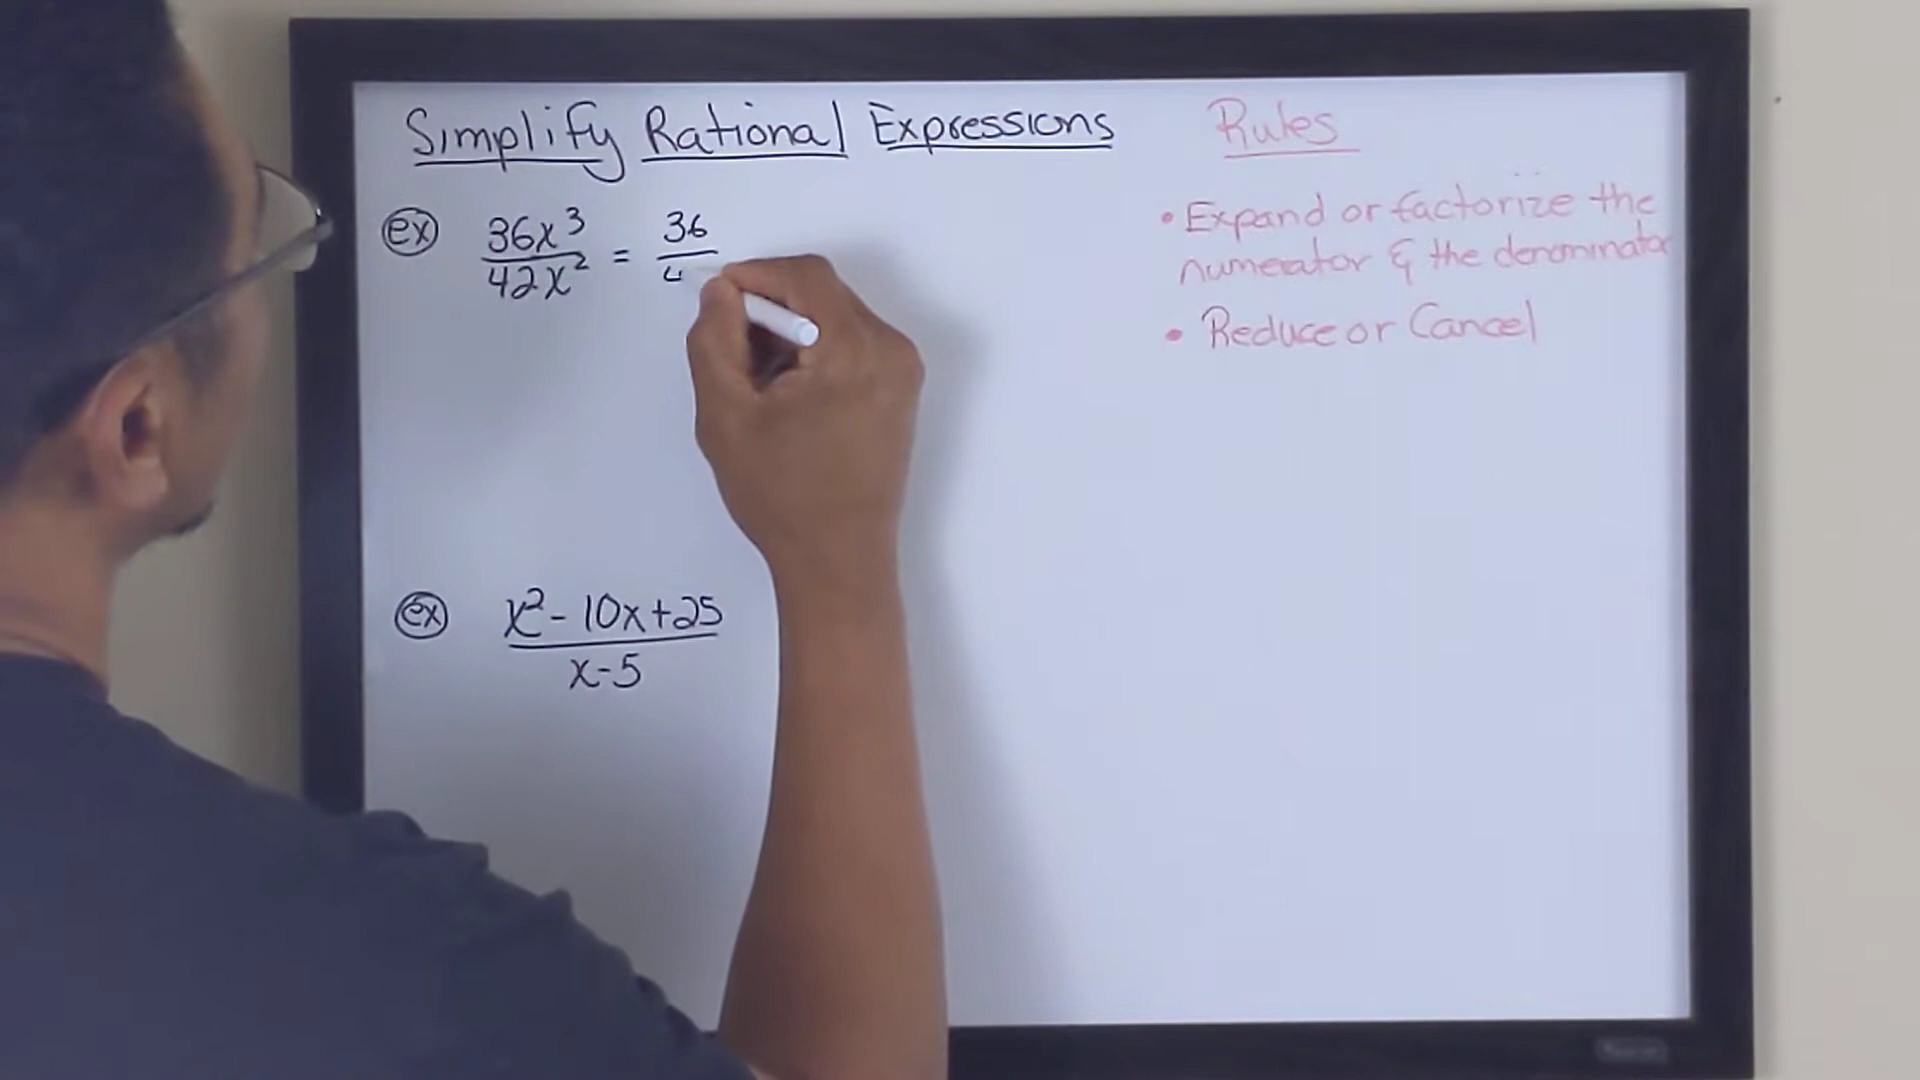 Simplify Rational Expressions
Rules
ex 36x³/42x² = 36/4
• Expand or factorize the
numerator & the denominator
• Reduce or Cancel
ex x² - 10x + 25
x - 5